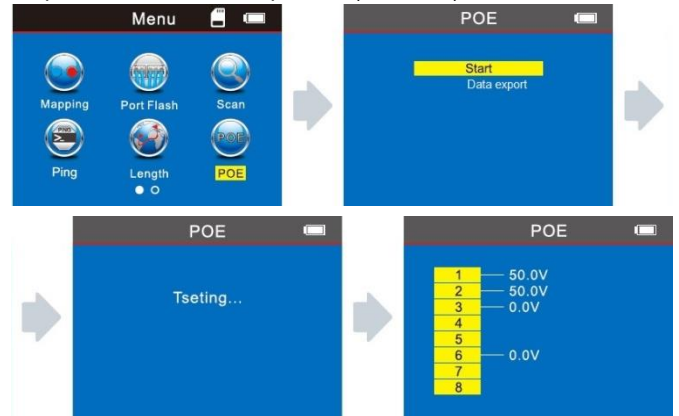 Menu
Mapping Port Flash Scan
PING
POE
Ping Length POE
POE
Start
Data export
POE
Tseting...
POE
1 50.0V
2 50.0V
3 0.0V
4
5
6 0.0V
7
8